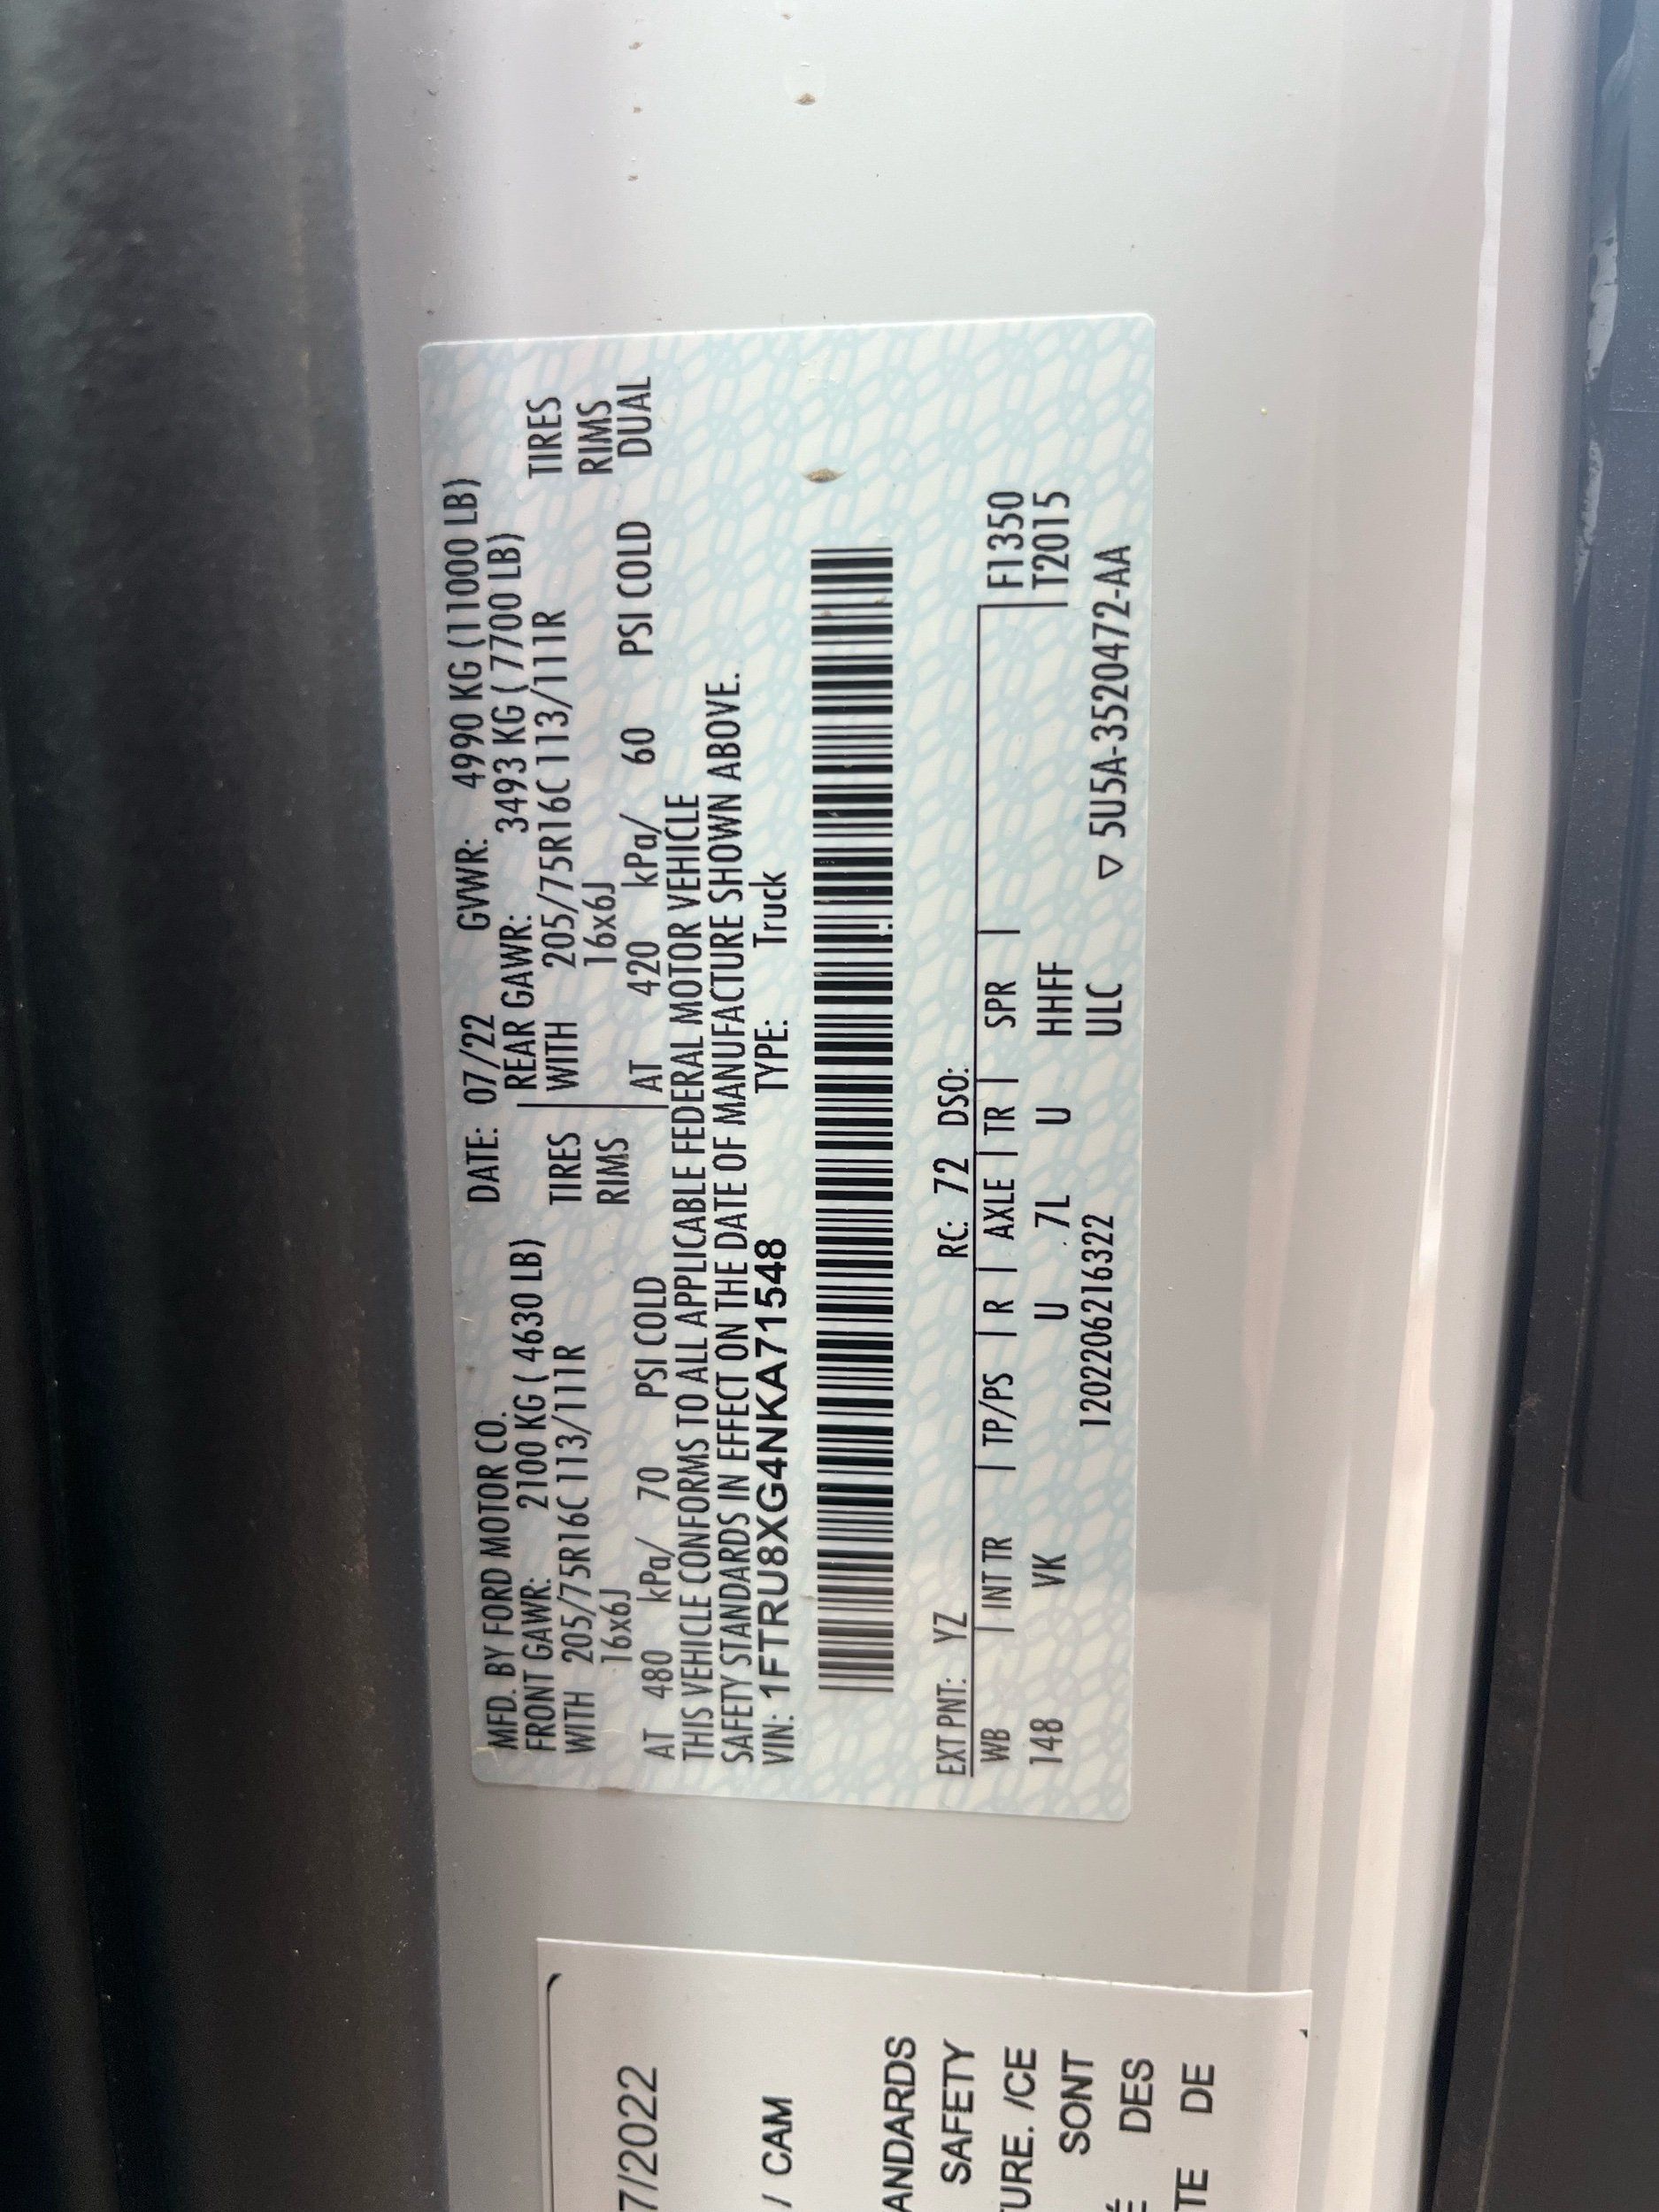 MFD. BY FORD MOTOR CO. DATE: 07/22 GVWR: 4990 KG (11000 LB)
FRONT GAWR: 2100 KG ( 4630 LB) REAR GAWR: 3493 KG ( 7700 LB)
WITH 205/75R16C 113/111R TIRES WITH 205/75R16C 113/111R TIRES
16x6J RIMS 16x6J RIMS
AT 480 kPa/ 70 PSI COLD AT 420 kPa/ 60 PSI COLD DUAL
THIS VEHICLE CONFORMS TO ALL APPLICABLE FEDERAL MOTOR VEHICLE
SAFETY STANDARDS IN EFFECT ON THE DATE OF MANUFACTURE SHOWN ABOVE.
VIN: 1FTRU8XG4NKA71548 TYPE: Truck
EXT PNT: YZ RC: 72 DSO:
WB | INT TR | TP/PS | R | AXLE | TR | SPR | F1350
148 VK U 7L U HHFF T2015
1202206216322 ULC ▽ 5U5A-3520472-AA
7/2022
/ CAM
ANDARDS
SAFETY
URE. /CE
SONT
É DES
TE DE